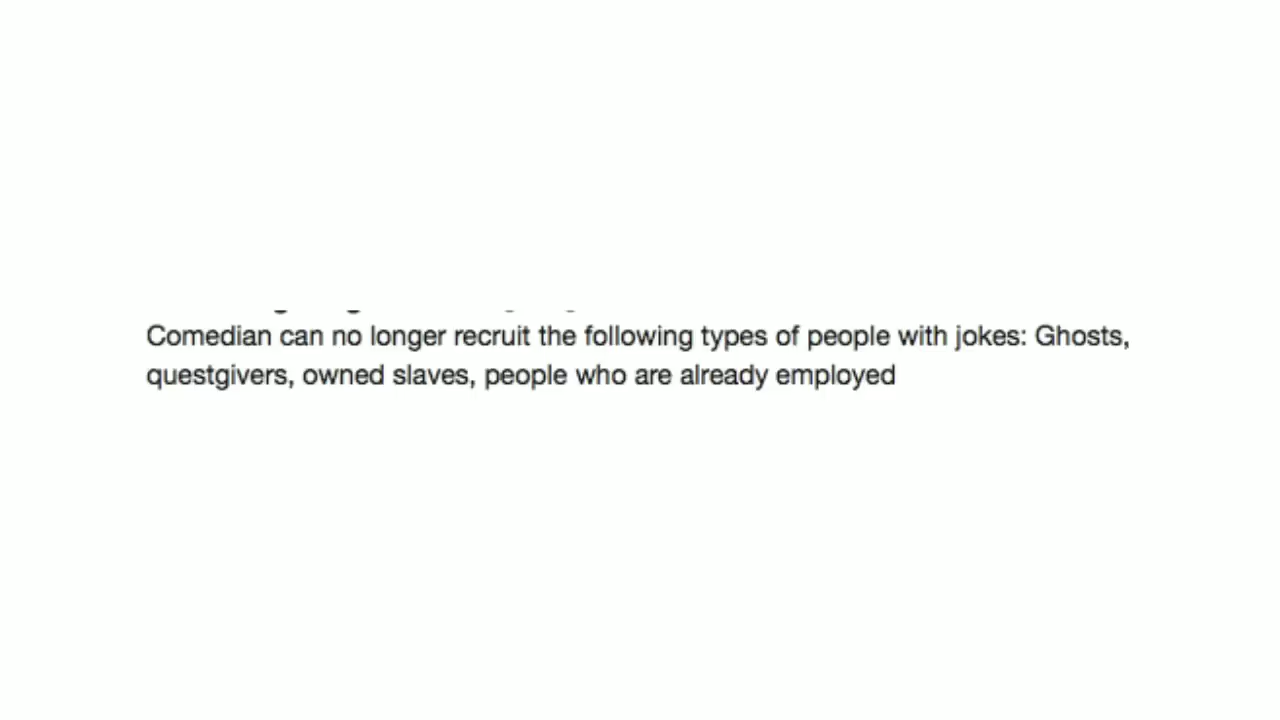 Comedian can no longer recruit the following types of people with jokes: Ghosts,
questgivers, owned slaves, people who are already employed